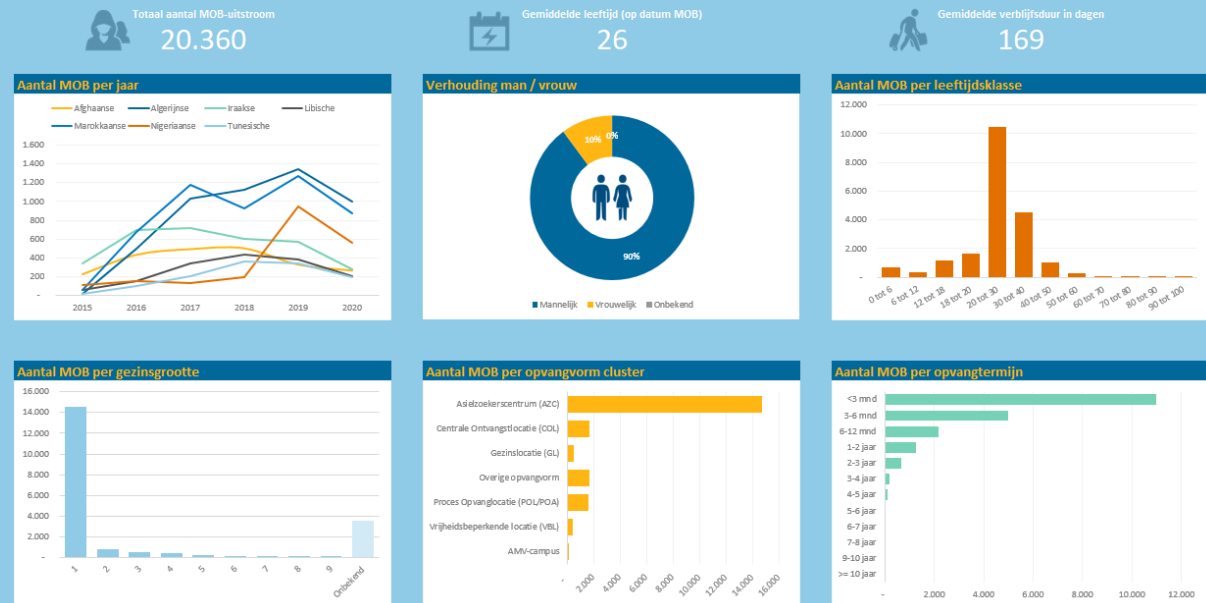 Totaal aantal MOB-uitstroom
20.360
Gemiddelde leeftijd (op datum MOB)
26
Gemiddelde verblijfsduur in dagen
169
Aantal MOB per jaar
Afghaanse Algerijnse Iraakse Libische
Marokkaanse Nigeriaanse Tunesische
1.600
1.400
1.200
1.000
800
600
400
200
-
2015 2016 2017 2018 2019 2020
Verhouding man / vrouw
10% 0%
90%
Mannelijk Vrouwelijk Onbekend
Aantal MOB per leeftijdsklasse
12.000
10.000
8.000
6.000
4.000
2.000
-
0 tot 6 6 tot 12 12 tot 18 18 tot 20 20 tot 30 30 tot 40 40 tot 50 50 tot 60 60 tot 70 70 tot 80 80 tot 90 90 tot 100
Aantal MOB per gezinsgrootte
16.000
14.000
12.000
10.000
8.000
6.000
4.000
2.000
-
1 2 3 4 5 6 7 8 9 Onbekend
Aantal MOB per opvangvorm cluster
Asielzoekerscentrum (AZC)
Centrale Ontvangstlocatie (COL)
Gezinslocatie (GL)
Overige opvangvorm
Proces Opvanglocatie (POL/POA)
Vrijheidsbeperkende locatie (VBL)
AMV-campus
- 2.000 4.000 6.000 8.000 10.000 12.000 14.000 16.000
Aantal MOB per opvangtermijn
<3 mnd
3-6 mnd
6-12 mnd
1-2 jaar
2-3 jaar
3-4 jaar
4-5 jaar
5-6 jaar
6-7 jaar
7-8 jaar
9-10 jaar
>= 10 jaar
- 2.000 4.000 6.000 8.000 10.000 12.000